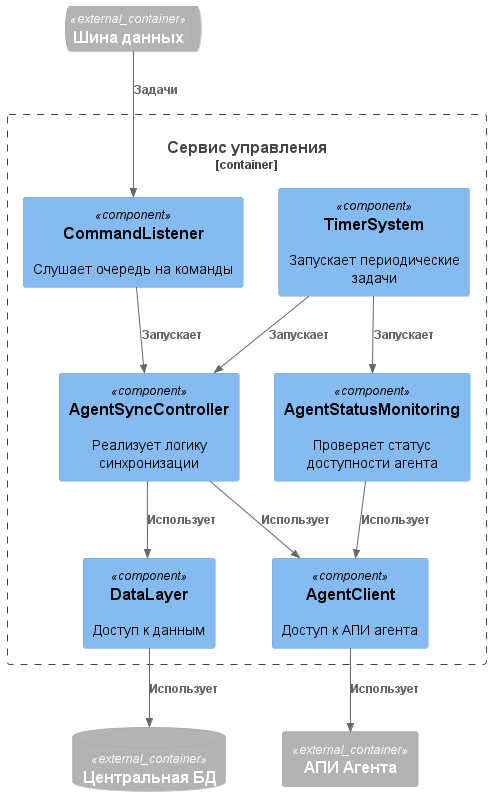 «external_container»
Шина данных
Задачи
Сервис управления
[container]
«component»
CommandListener
Слушает очередь на команды
«component»
TimerSystem
Запускает периодические
задачи
Запускает
Запускает
Запускает
«component»
AgentSyncController
Реализует логику
синхронизации
«component»
AgentStatusMonitoring
Проверяет статус
доступности агента
Использует
Использует
Использует
«component»
DataLayer
Доступ к данным
«component»
AgentClient
Доступ к АПИ агента
Использует
Использует
«external_container»
Центральная БД
«external_container»
АПИ Агента